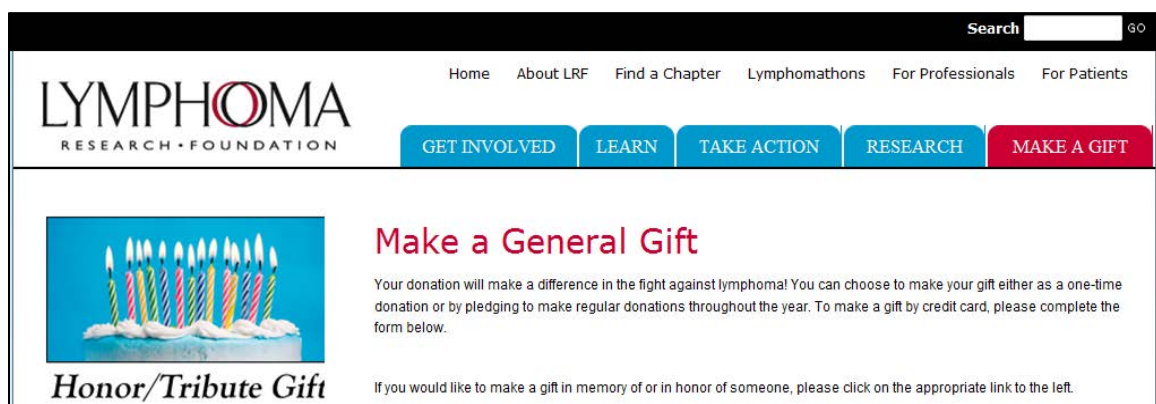 Search GO
Home About LRF Find a Chapter Lymphomathons For Professionals For Patients
LYMPHOMA
RESEARCH • FOUNDATION
GET INVOLVED LEARN TAKE ACTION RESEARCH MAKE A GIFT
Make a General Gift
Your donation will make a difference in the fight against lymphoma! You can choose to make your gift either as a one-time
donation or by pledging to make regular donations throughout the year. To make a gift by credit card, please complete the
form below.
Honor/Tribute Gift
If you would like to make a gift in memory of or in honor of someone, please click on the appropriate link to the left.